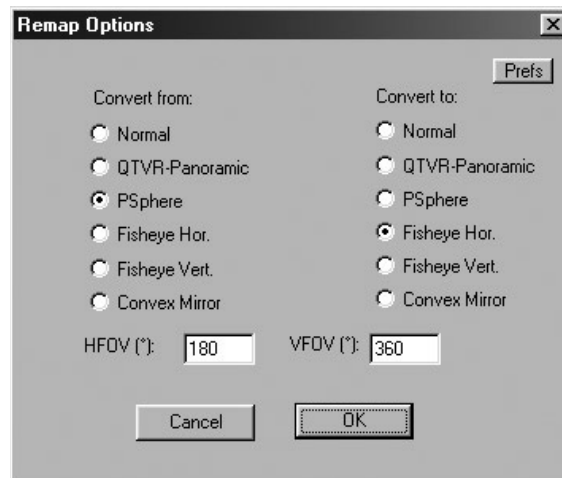 Remap Options
Prefs
Convert from:
Normal
QTVR-Panoramic
PSphere
Fisheye Hor.
Fisheye Vert.
Convex Mirror
Convert to:
Normal
QTVR-Panoramic
PSphere
Fisheye Hor.
Fisheye Vert.
Convex Mirror
HFOV (°): 180 VFOV (°): 360
Cancel OK